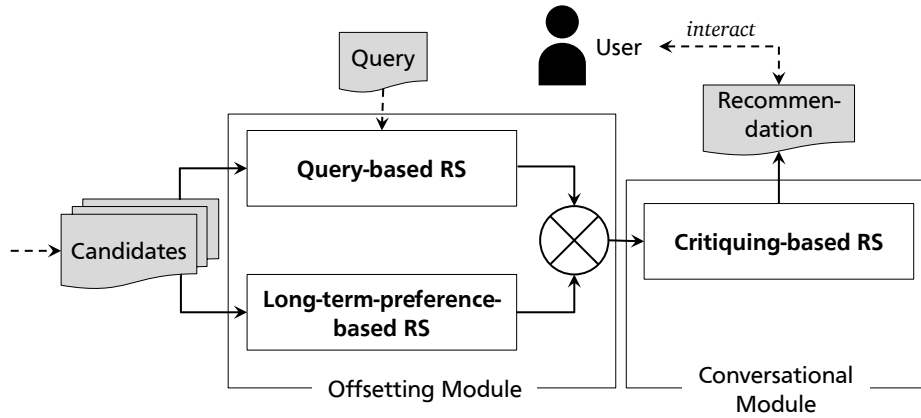 interact
User
Query
Recommen-
dation
Query-based RS
Candidates
Critiquing-based RS
Long-term-preference-
based RS
Offsetting Module
Conversational
Module